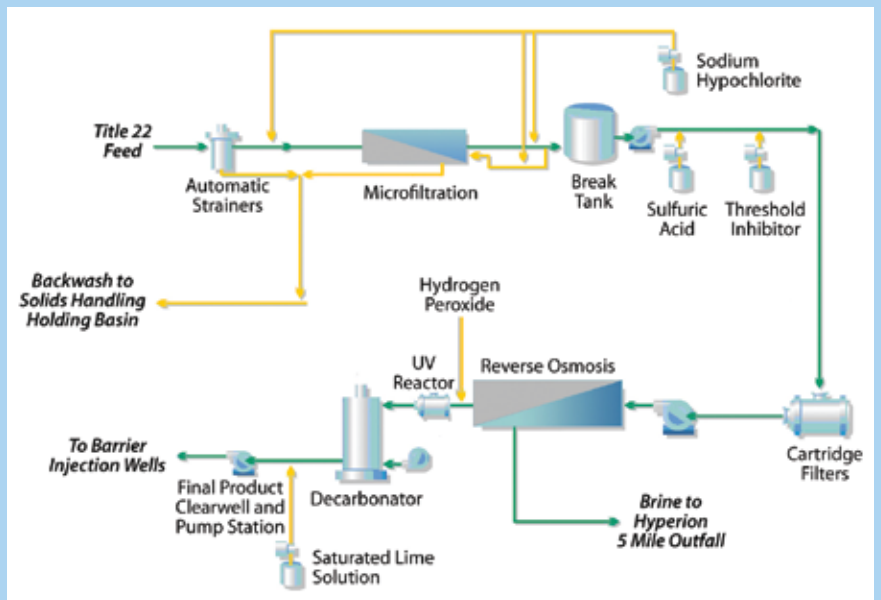 Sodium
Hypochlorite
Title 22
Feed
Automatic
Strainers
Microfiltration
Break
Tank
Sulfuric
Acid
Threshold
Inhibitor
Backwash to
Solids Handling
Holding Basin
Hydrogen
Peroxide
UV
Reactor
Reverse Osmosis
Cartridge
Filters
To Barrier
Injection Wells
Final Product
Clearwell and
Pump Station
Decarbonator
Brine to
Hyperion
5 Mile Outfall
Saturated Lime
Solution